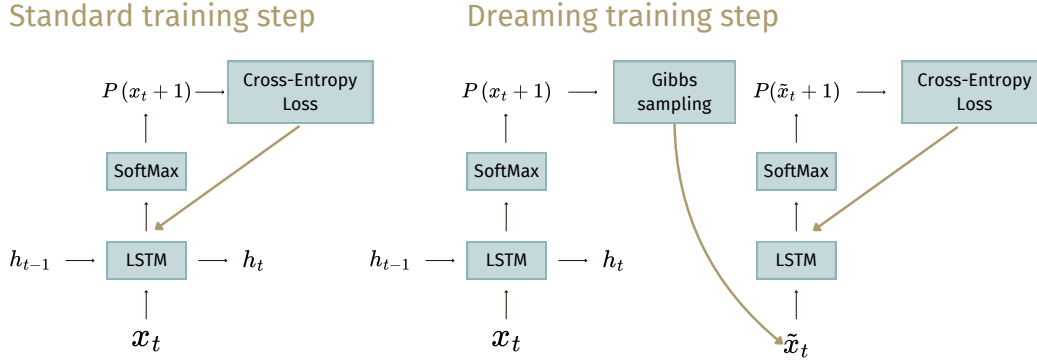 Standard training step
P (x_t + 1)
Cross-Entropy
Loss
SoftMax
h_{t−1}
LSTM
h_t
x_t
Dreaming training step
P (x_t + 1)
Gibbs
sampling
SoftMax
h_{t−1}
LSTM
h_t
x_t
P(x̃_t + 1)
Cross-Entropy
Loss
SoftMax
LSTM
x̃_t